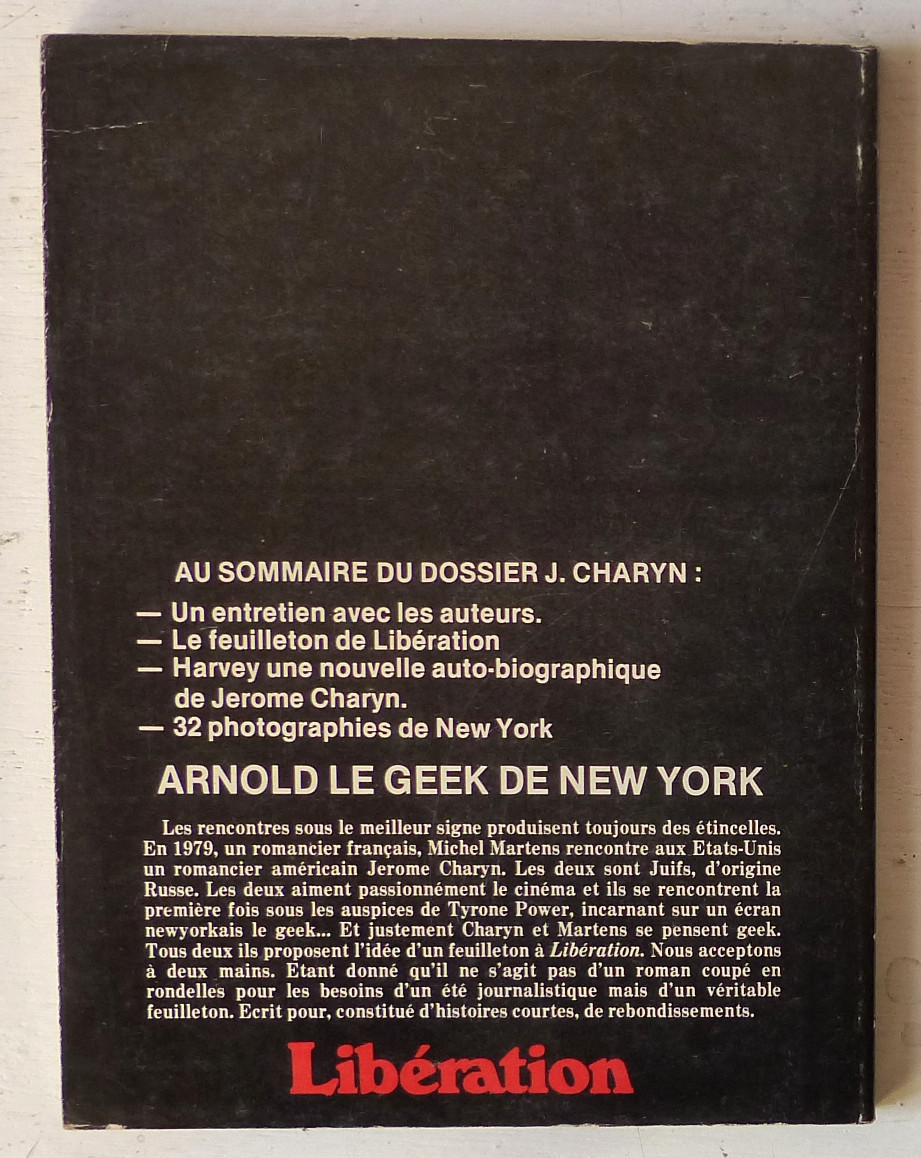 AU SOMMAIRE DU DOSSIER J. CHARYN :
— Un entretien avec les auteurs.
— Le feuilleton de Libération
— Harvey une nouvelle auto-biographique
de Jerome Charyn.
— 32 photographies de New York
ARNOLD LE GEEK DE NEW YORK
Les rencontres sous le meilleur signe produisent toujours des étincelles.
En 1979, un romancier français, Michel Martens rencontre aux Etats-Unis
un romancier américain Jerome Charyn. Les deux sont Juifs, d'origine
Russe. Les deux aiment passionnément le cinéma et ils se rencontrent la
première fois sous les auspices de Tyrone Power, incarnant sur un écran
newyorkais le geek... Et justement Charyn et Martens se pensent geek.
Tous deux ils proposent l'idée d'un feuilleton à Libération. Nous acceptons
à deux mains. Etant donné qu'il ne s'agit pas d'un roman coupé en
rondelles pour les besoins d'un été journalistique mais d'un véritable
feuilleton. Ecrit pour, constitué d'histoires courtes, de rebondissements.
Libération